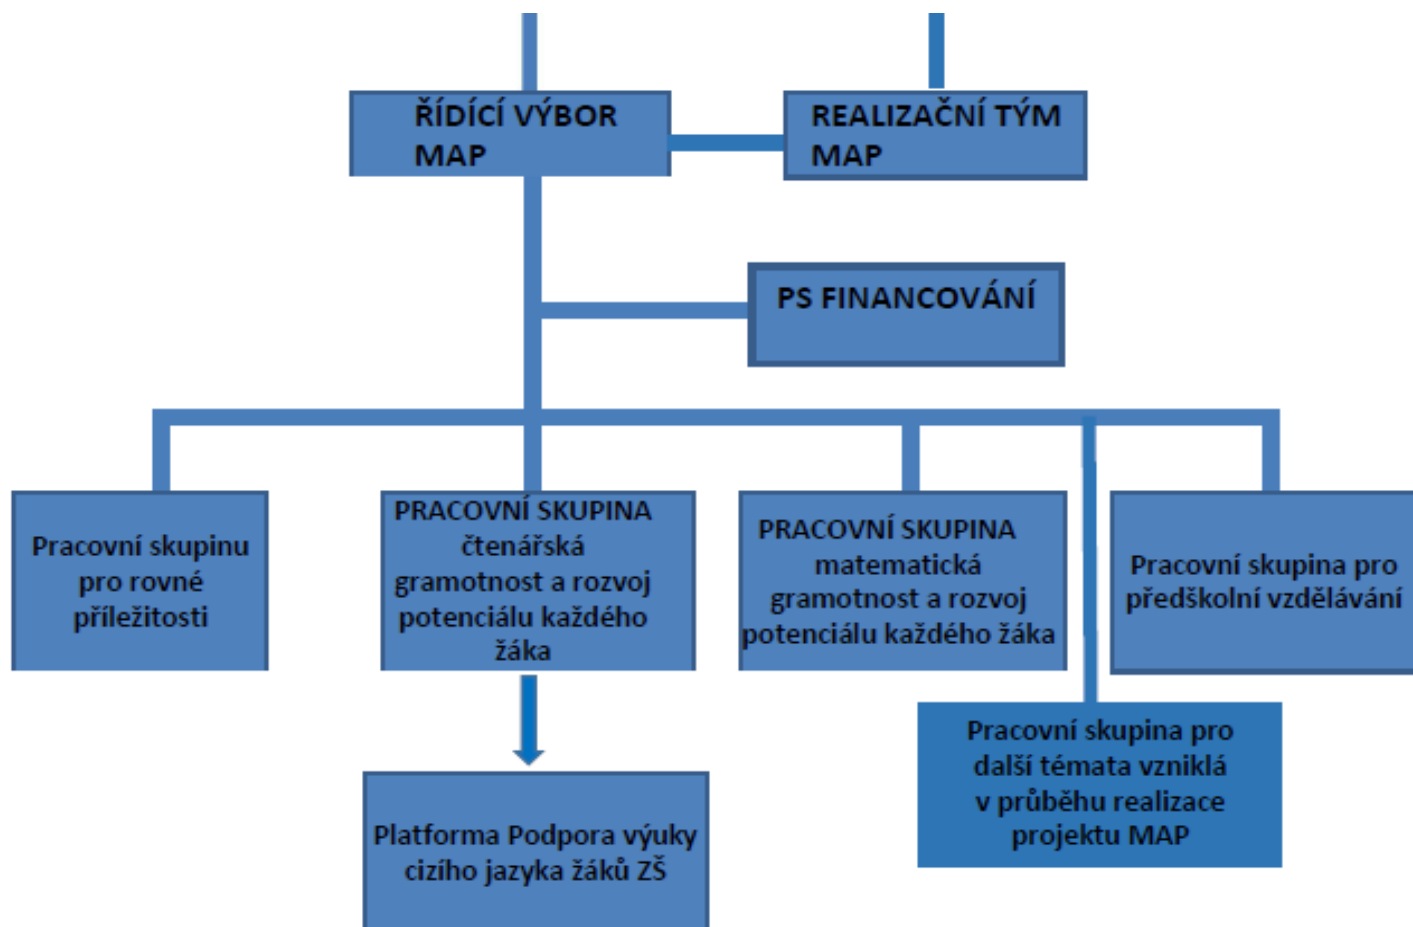 ŘÍDÍCÍ VÝBOR
MAP
REALIZAČNÍ TÝM
MAP
PS FINANCOVÁNÍ
Pracovní skupinu
pro rovné
příležitosti
PRACOVNÍ SKUPINA
čtenářská
gramotnost a rozvoj
potenciálu každého
žáka
PRACOVNÍ SKUPINA
matematická
gramotnost a rozvoj
potenciálu každého žáka
Pracovní skupina pro
předškolní vzdělávání
Pracovní skupina pro
další témata vzniklá
v průběhu realizace
projektu MAP
Platforma Podpora výuky
cizího jazyka žáků ZŠ